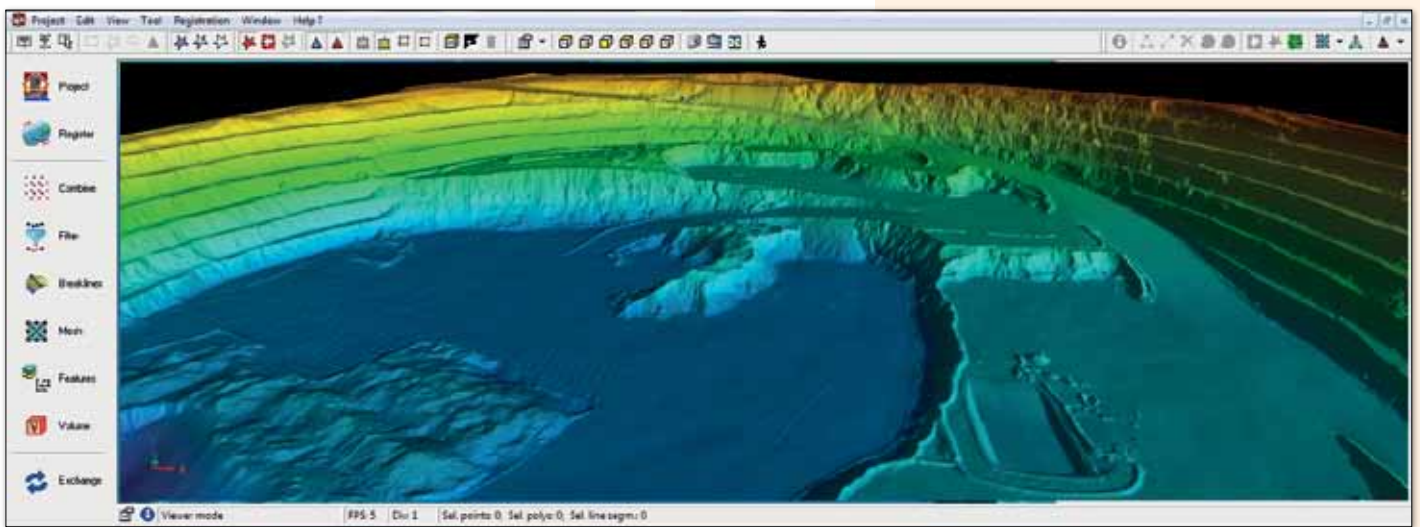 Project Edit View Tool Registration Window Help ?
Project
Register
Combine
Filter
Breaklines
Mesh
Features
Volume
Exchange
Viewer mode FPS: 5 Div: 1 Sel. points: 0; Sel. polys: 0; Sel. line segm.: 0